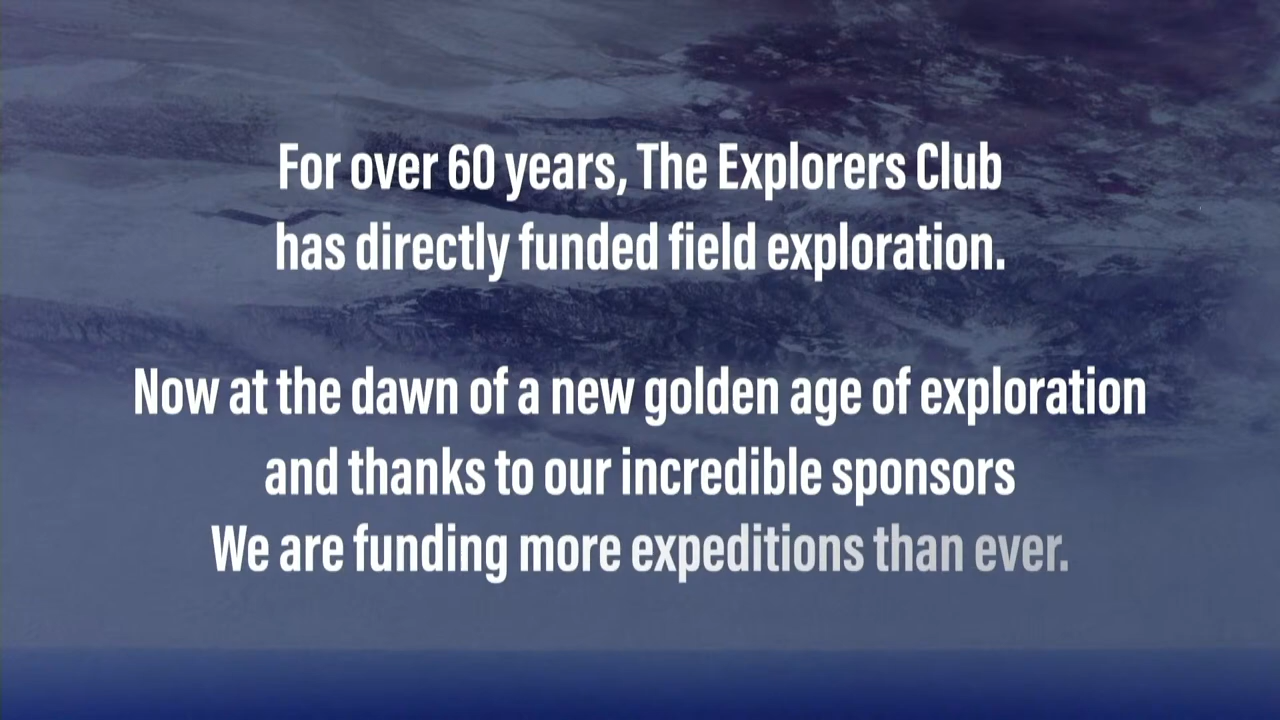 For over 60 years, The Explorers Club
has directly funded field exploration.
Now at the dawn of a new golden age of exploration
and thanks to our incredible sponsors
We are funding more expeditions than ever.